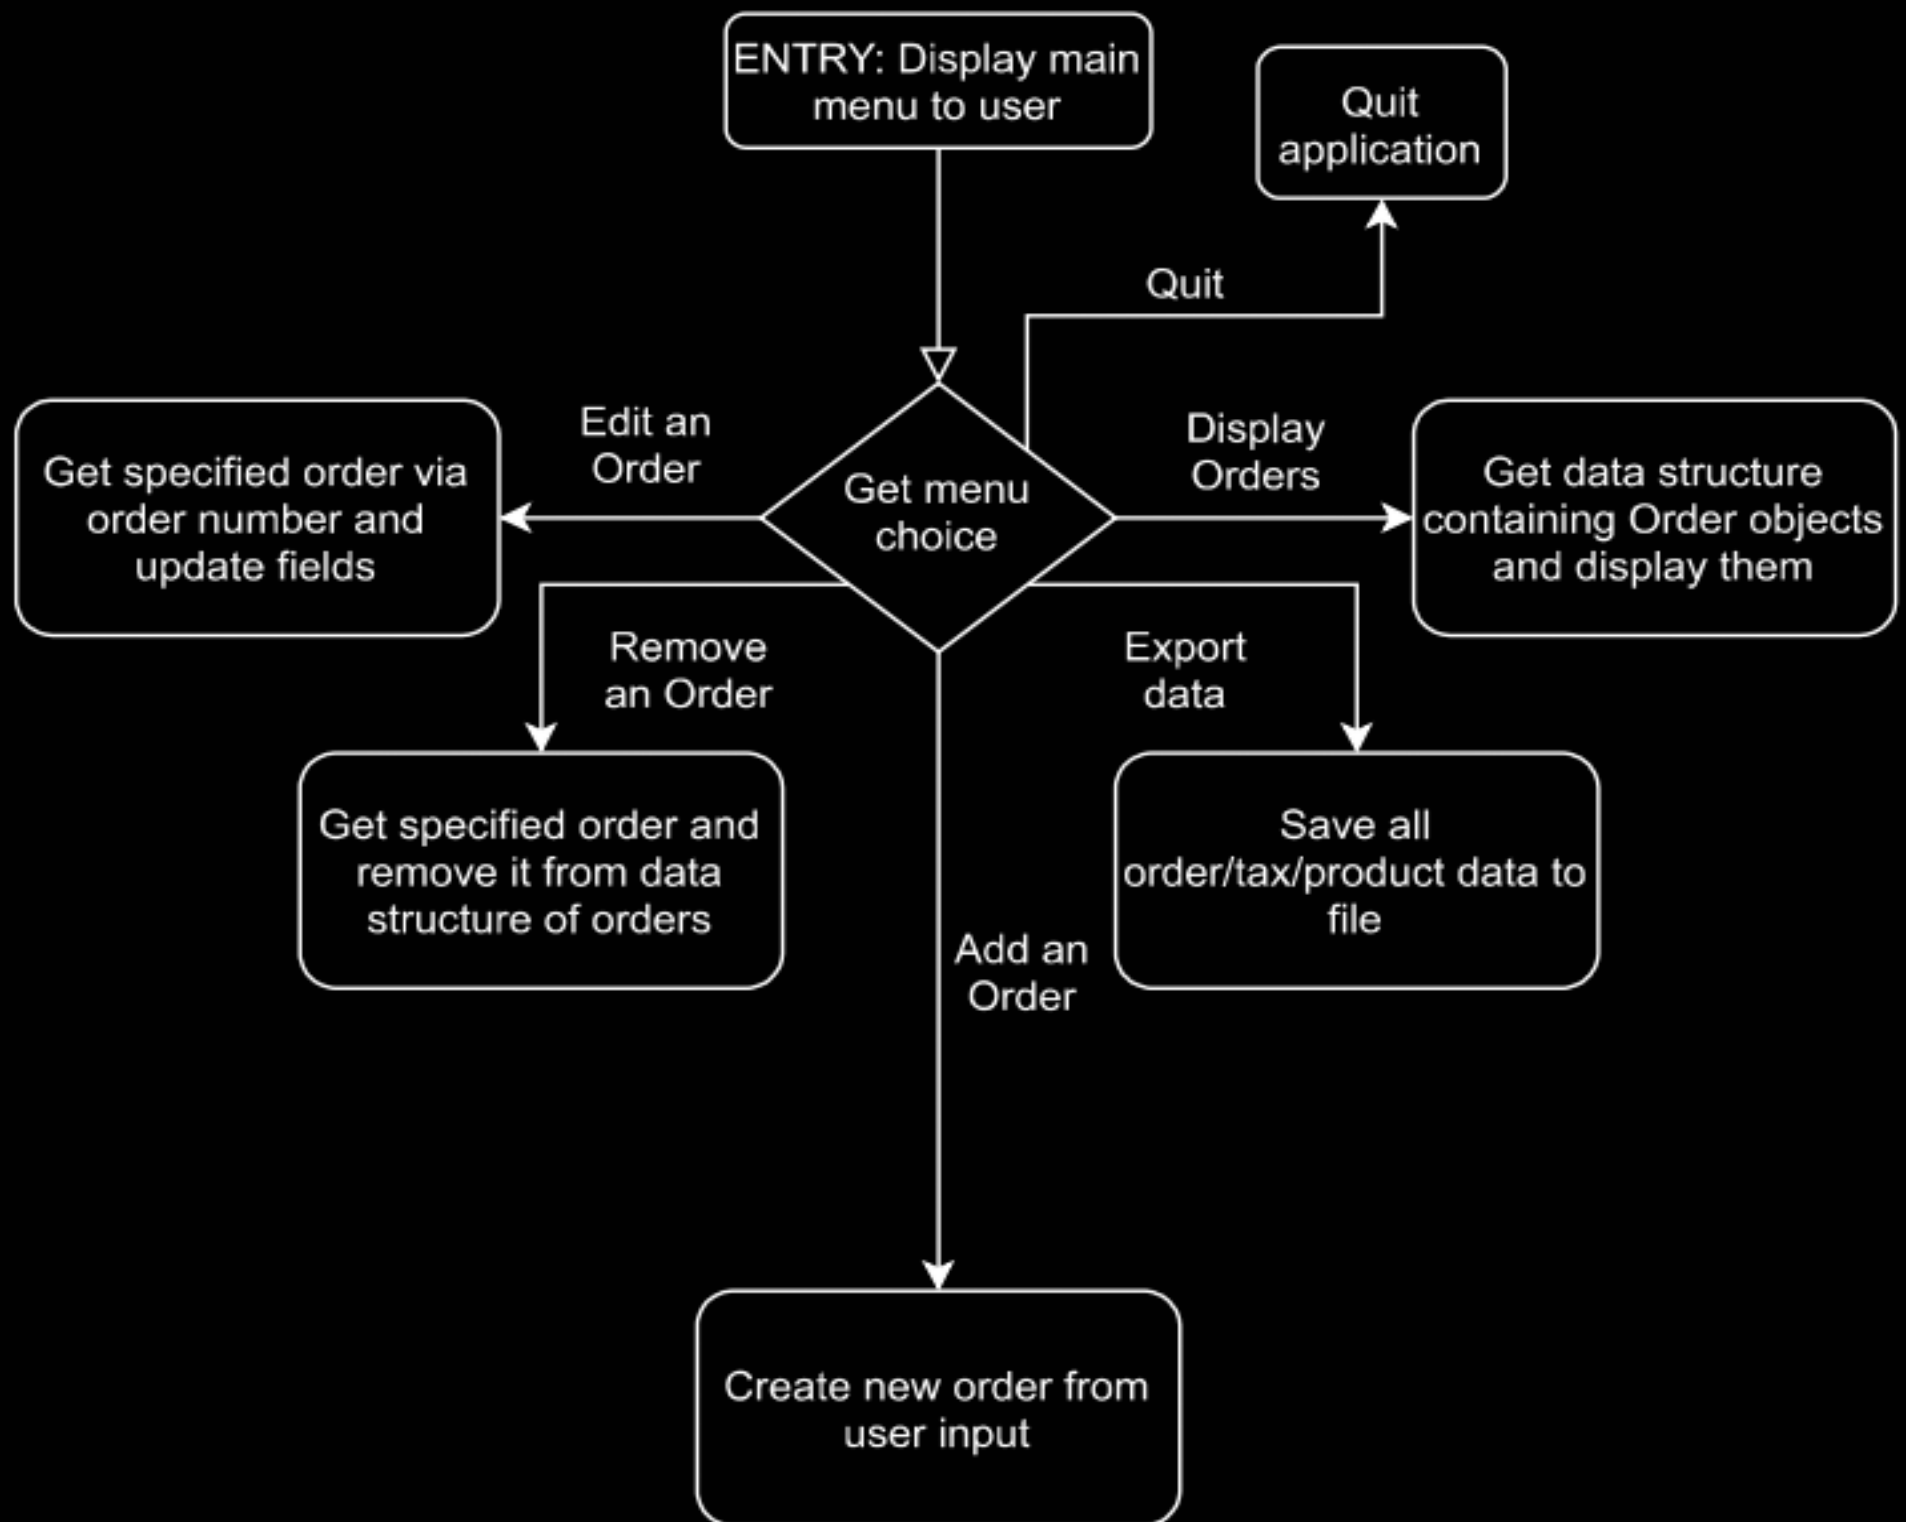 ENTRY: Display main
menu to user
Quit
application
Quit
Edit an
Order
Display
Orders
Get specified order via
order number and
update fields
Get menu
choice
Get data structure
containing Order objects
and display them
Remove
an Order
Export
data
Get specified order and
remove it from data
structure of orders
Save all
order/tax/product data to
file
Add an
Order
Create new order from
user input